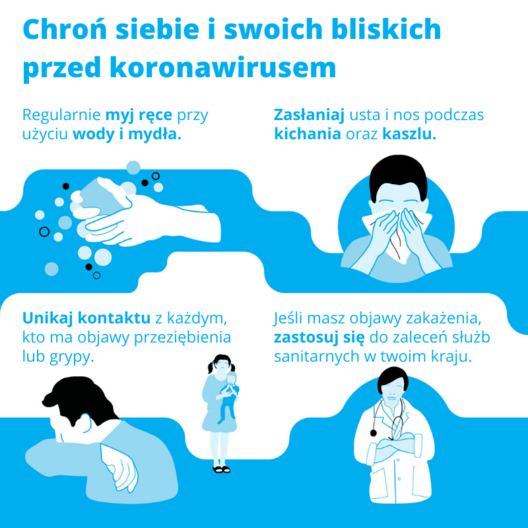 Chroń siebie i swoich bliskich
przed koronawirusem
Regularnie myj ręce przy
użyciu wody i mydła.
Zasłaniaj usta i nos podczas
kichania oraz kaszlu.
Unikaj kontaktu z każdym,
kto ma objawy przeziębienia
lub grypy.
Jeśli masz objawy zakażenia,
zastosuj się do zaleceń służb
sanitarnych w twoim kraju.